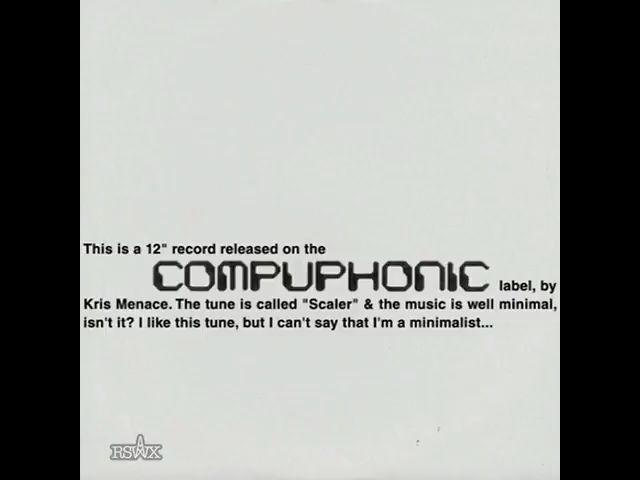 This is a 12" record released on the
COMPUPHONIC label, by
Kris Menace. The tune is called "Scaler" & the music is well minimal,
isn't it? I like this tune, but I can't say that I'm a minimalist...
RSWX